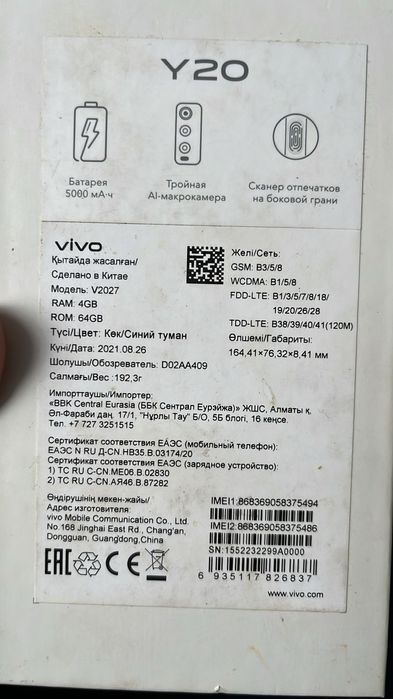 Y20
Батарея
5000 мА·ч
Тройная
AI-макрокамера
Сканер отпечатков
на боковой грани
vivo
Қытайда жасалған/
Сделано в Китае
Модель: V2027
RAM: 4GB
ROM: 64GB
Түсі/Цвет: Көк/Синий туман
Күні/Дата: 2021.08.26
Шолушы/Обозреватель: D02AA409
Салмағы/Вес :192,3г
Желі/Сеть:
GSM: B3/5/8
WCDMA: B1/5/8
FDD-LTE: B1/3/5/7/8/18/
19/20/26/28
TDD-LTE: B38/39/40/41(120M)
Өлшемі/Габариты:
164,41×76,32×8,41 мм
Импорттаушы/Импортер:
«BBK Central Eurasia (ББК Сентрал Еурэйжа)» ЖШС, Алматы қ.
Әл-Фараби даң. 17/1, "Нұрлы Тау" Б/О, 5Б блогі, 16 кеңсе.
Тел. +7 727 3251515
Сертификат соответствия ЕАЭС (мобильный телефон):
ЕАЭС N RU Д-CN.НВ35.В.03174/20
Сертификат соответствия ЕАЭС (зарядное устройство):
1) ТС RU C-CN.МЕ06.В.02830
2) ТС RU C-CN.АЯ46.В.87282
Өндірушінің мекен-жайы/
Адрес изготовителя:
vivo Mobile Communication Co., Ltd.
No.168 Jinghai East Rd., Chang'an,
Dongguan, Guangdong,China
EAC CE
IMEI1:868369058375494
IMEI2:868369058375486
SN:1552232299A0000
6 935117 826837
www.vivo.com